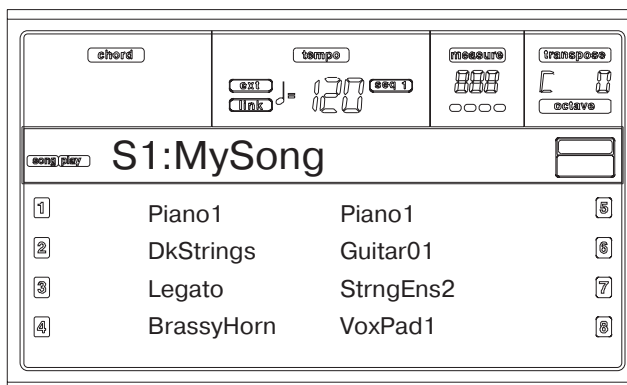 chord tempo measure transpose
ext ♩= 120 seq 1 888 C 0
link octave
song play S1:MySong
1 Piano1 Piano1 5
2 DkStrings Guitar01 6
3 Legato StrngEns2 7
4 BrassyHorn VoxPad1 8